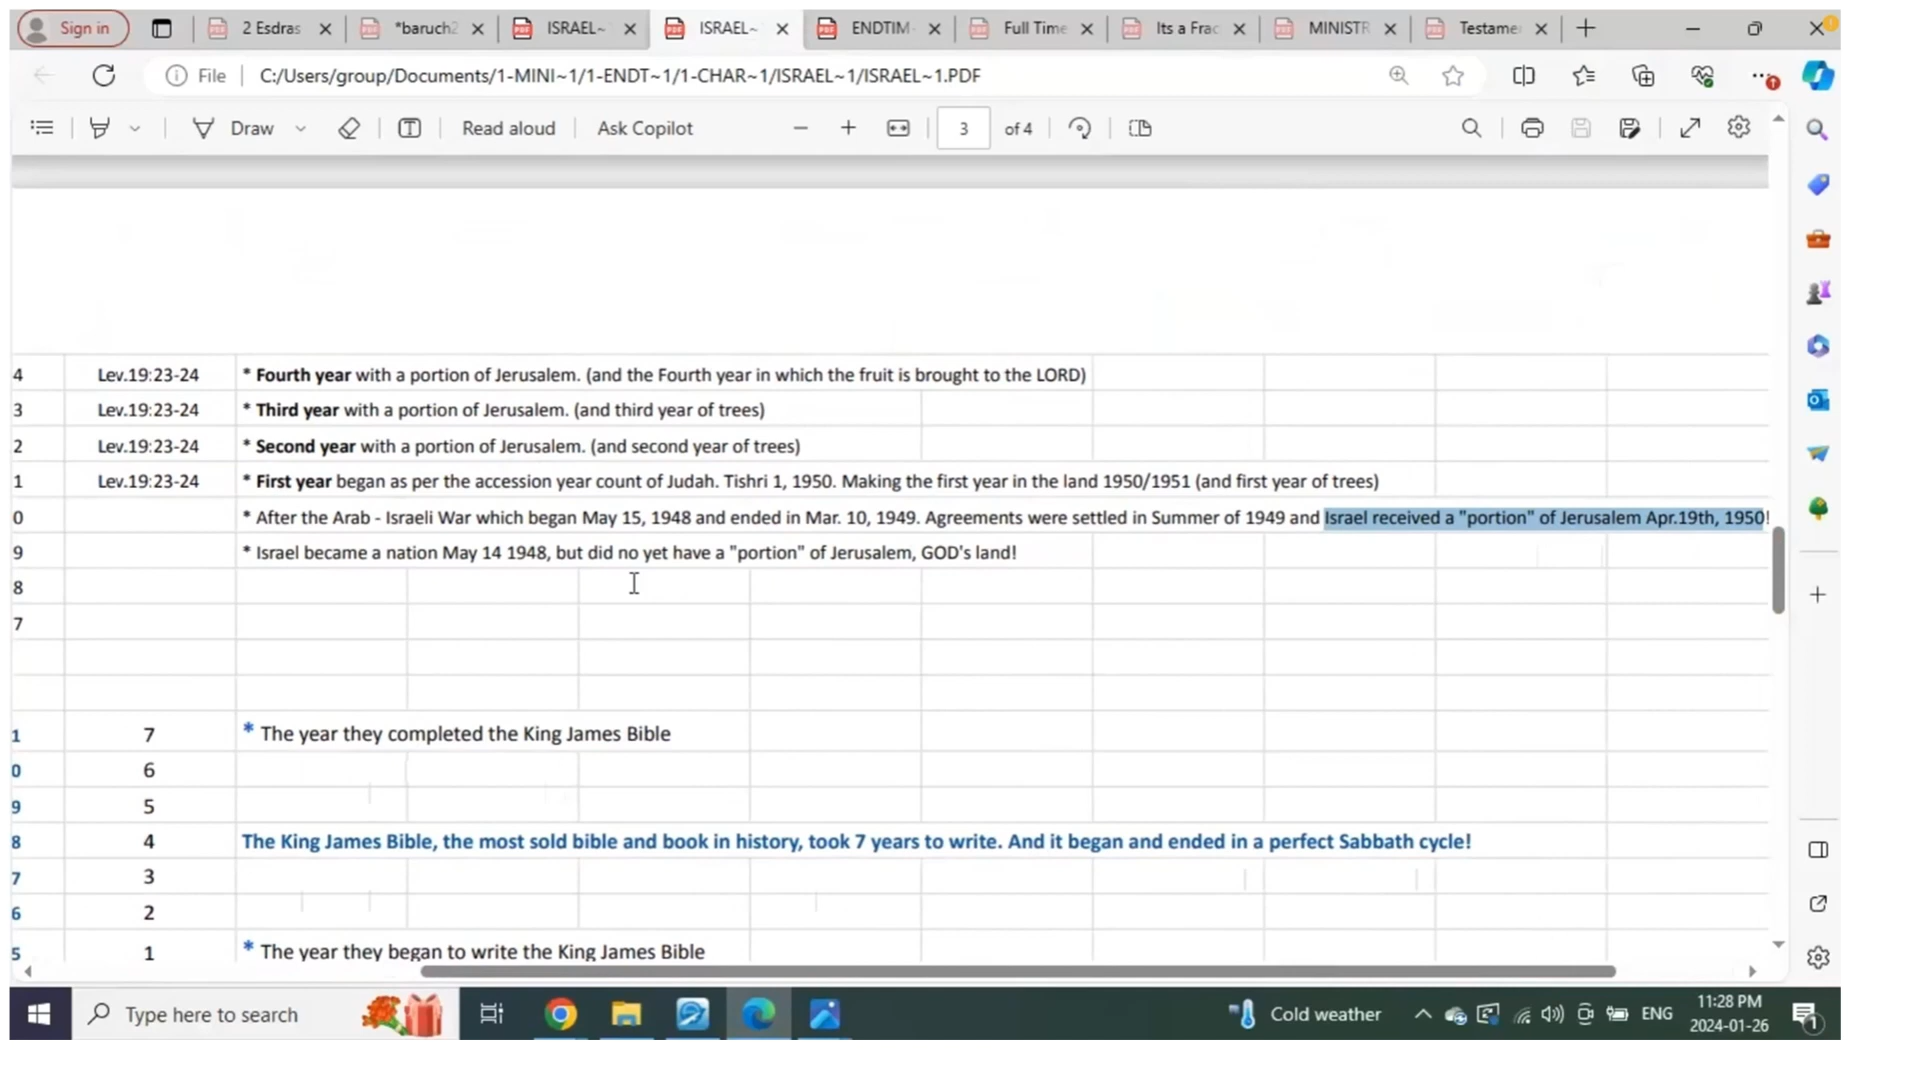 Sign in
2 Esdras
*baruch2
ISRAEL~
ISRAEL~
ENDTIM
Full Time
Its a Frac
MINISTR
Testame
File
C:/Users/group/Documents/1-MINI~1/1-ENDT~1/1-CHAR~1/ISRAEL~1/ISRAEL~1.PDF
Draw
Read aloud
Ask Copilot
3 of 4
4 Lev.19:23-24 * Fourth year with a portion of Jerusalem. (and the Fourth year in which the fruit is brought to the LORD)
3 Lev.19:23-24 * Third year with a portion of Jerusalem. (and third year of trees)
2 Lev.19:23-24 * Second year with a portion of Jerusalem. (and second year of trees)
1 Lev.19:23-24 * First year began as per the accession year count of Judah. Tishri 1, 1950. Making the first year in the land 1950/1951 (and first year of trees)
0 * After the Arab - Israeli War which began May 15, 1948 and ended in Mar. 10, 1949. Agreements were settled in Summer of 1949 and Israel received a "portion" of Jerusalem Apr.19th, 1950!
9 * Israel became a nation May 14 1948, but did no yet have a "portion" of Jerusalem, GOD's land!
8
7
1 7 * The year they completed the King James Bible
0 6
9 5
8 4 The King James Bible, the most sold bible and book in history, took 7 years to write. And it began and ended in a perfect Sabbath cycle!
7 3
6 2
5 1 * The year they began to write the King James Bible
Type here to search
Cold weather
ENG
11:28 PM
2024-01-26
1